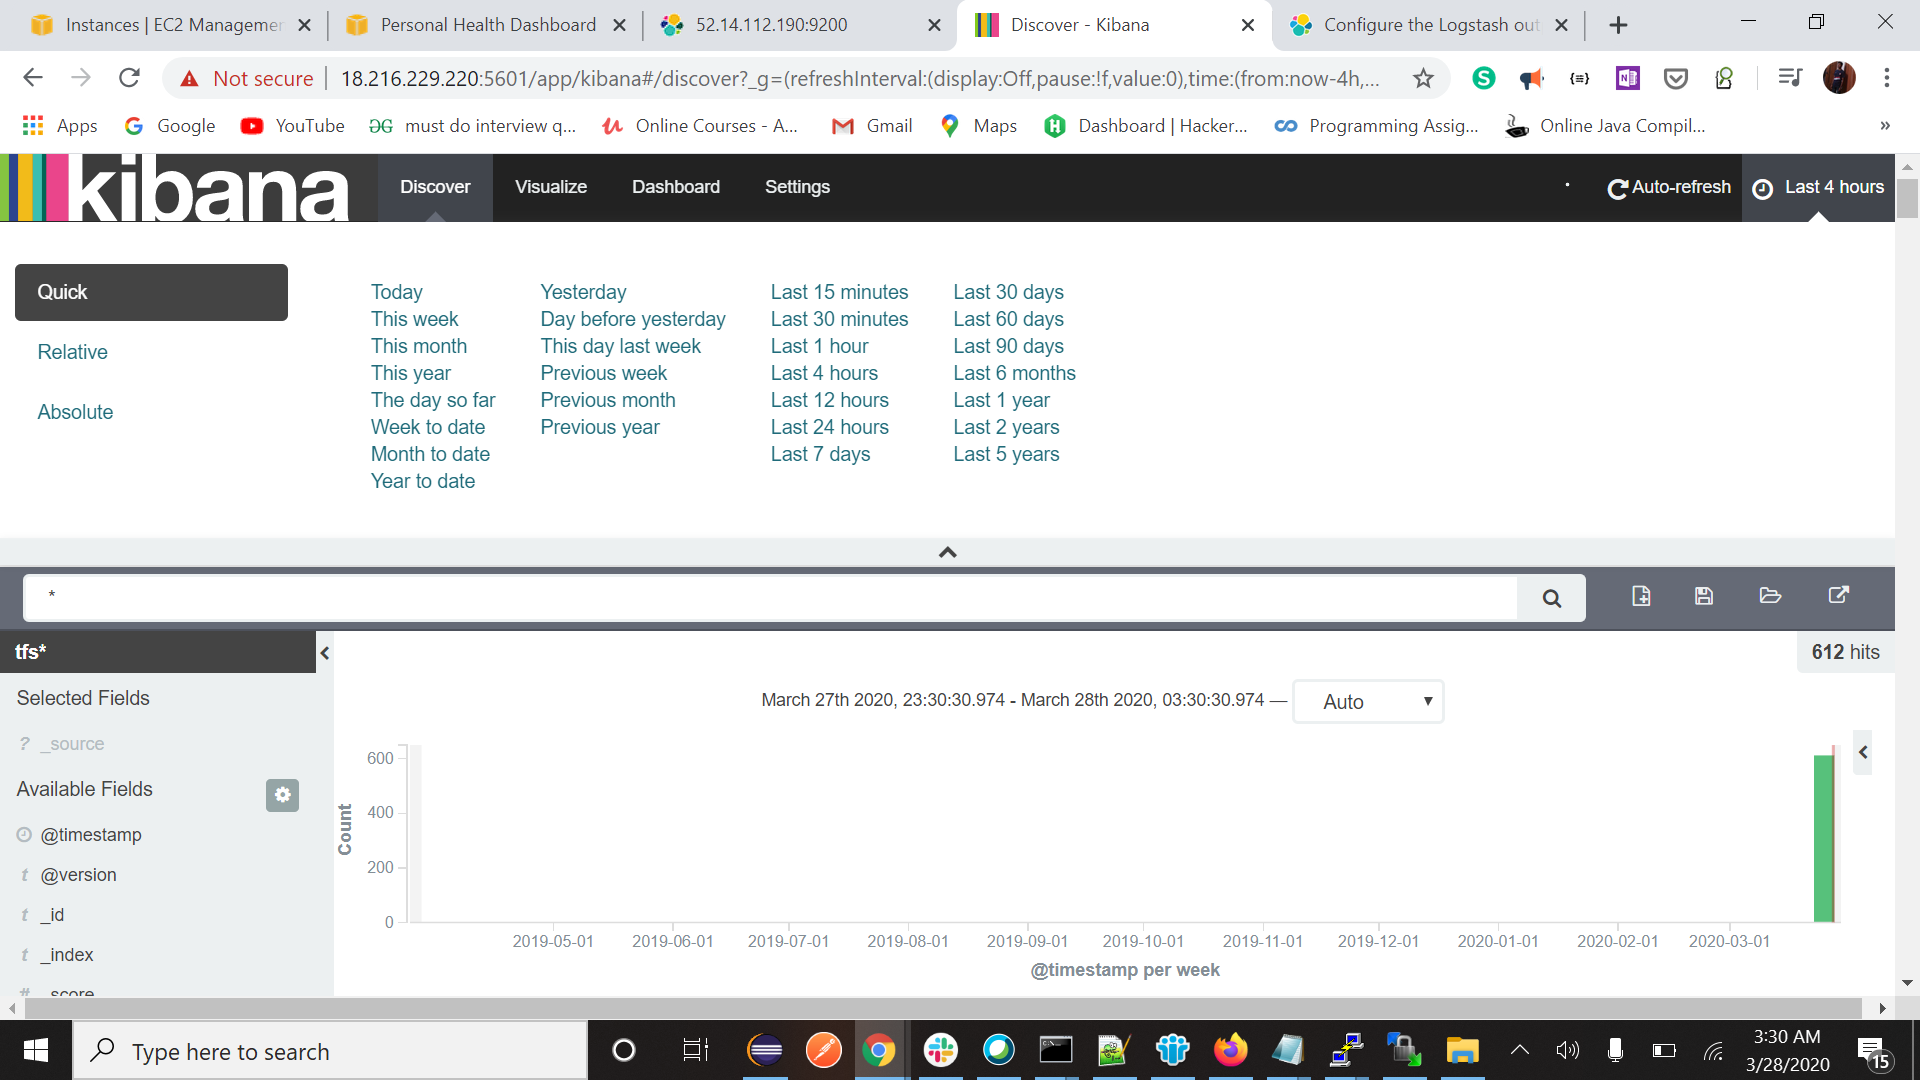 Instances | EC2 Managemer
Personal Health Dashboard
52.14.112.190:9200
Discover - Kibana
Configure the Logstash out
Not secure
18.216.229.220:5601/app/kibana#/discover?_g=(refreshInterval:(display:Off,pause:!f,value:0),time:(from:now-4h,...
Apps
Google
YouTube
must do interview q...
Online Courses - A...
Gmail
Maps
Dashboard | Hacker...
Programming Assig...
Online Java Compil...
»
kibana
Discover
Visualize
Dashboard
Settings
Auto-refresh
Last 4 hours
Quick
Relative
Absolute
Today
This week
This month
This year
The day so far
Week to date
Month to date
Year to date
Yesterday
Day before yesterday
This day last week
Previous week
Previous month
Previous year
Last 15 minutes
Last 30 minutes
Last 1 hour
Last 4 hours
Last 12 hours
Last 24 hours
Last 7 days
Last 30 days
Last 60 days
Last 90 days
Last 6 months
Last 1 year
Last 2 years
Last 5 years
*
tfs*
612 hits
Selected Fields
? _source
Available Fields
@timestamp
t @version
t _id
t _index
# _score
March 27th 2020, 23:30:30.974 - March 28th 2020, 03:30:30.974 —
Auto
Count
600
400
200
0
2019-05-01
2019-06-01
2019-07-01
2019-08-01
2019-09-01
2019-10-01
2019-11-01
2019-12-01
2020-01-01
2020-02-01
2020-03-01
@timestamp per week
Type here to search
3:30 AM
3/28/2020
15